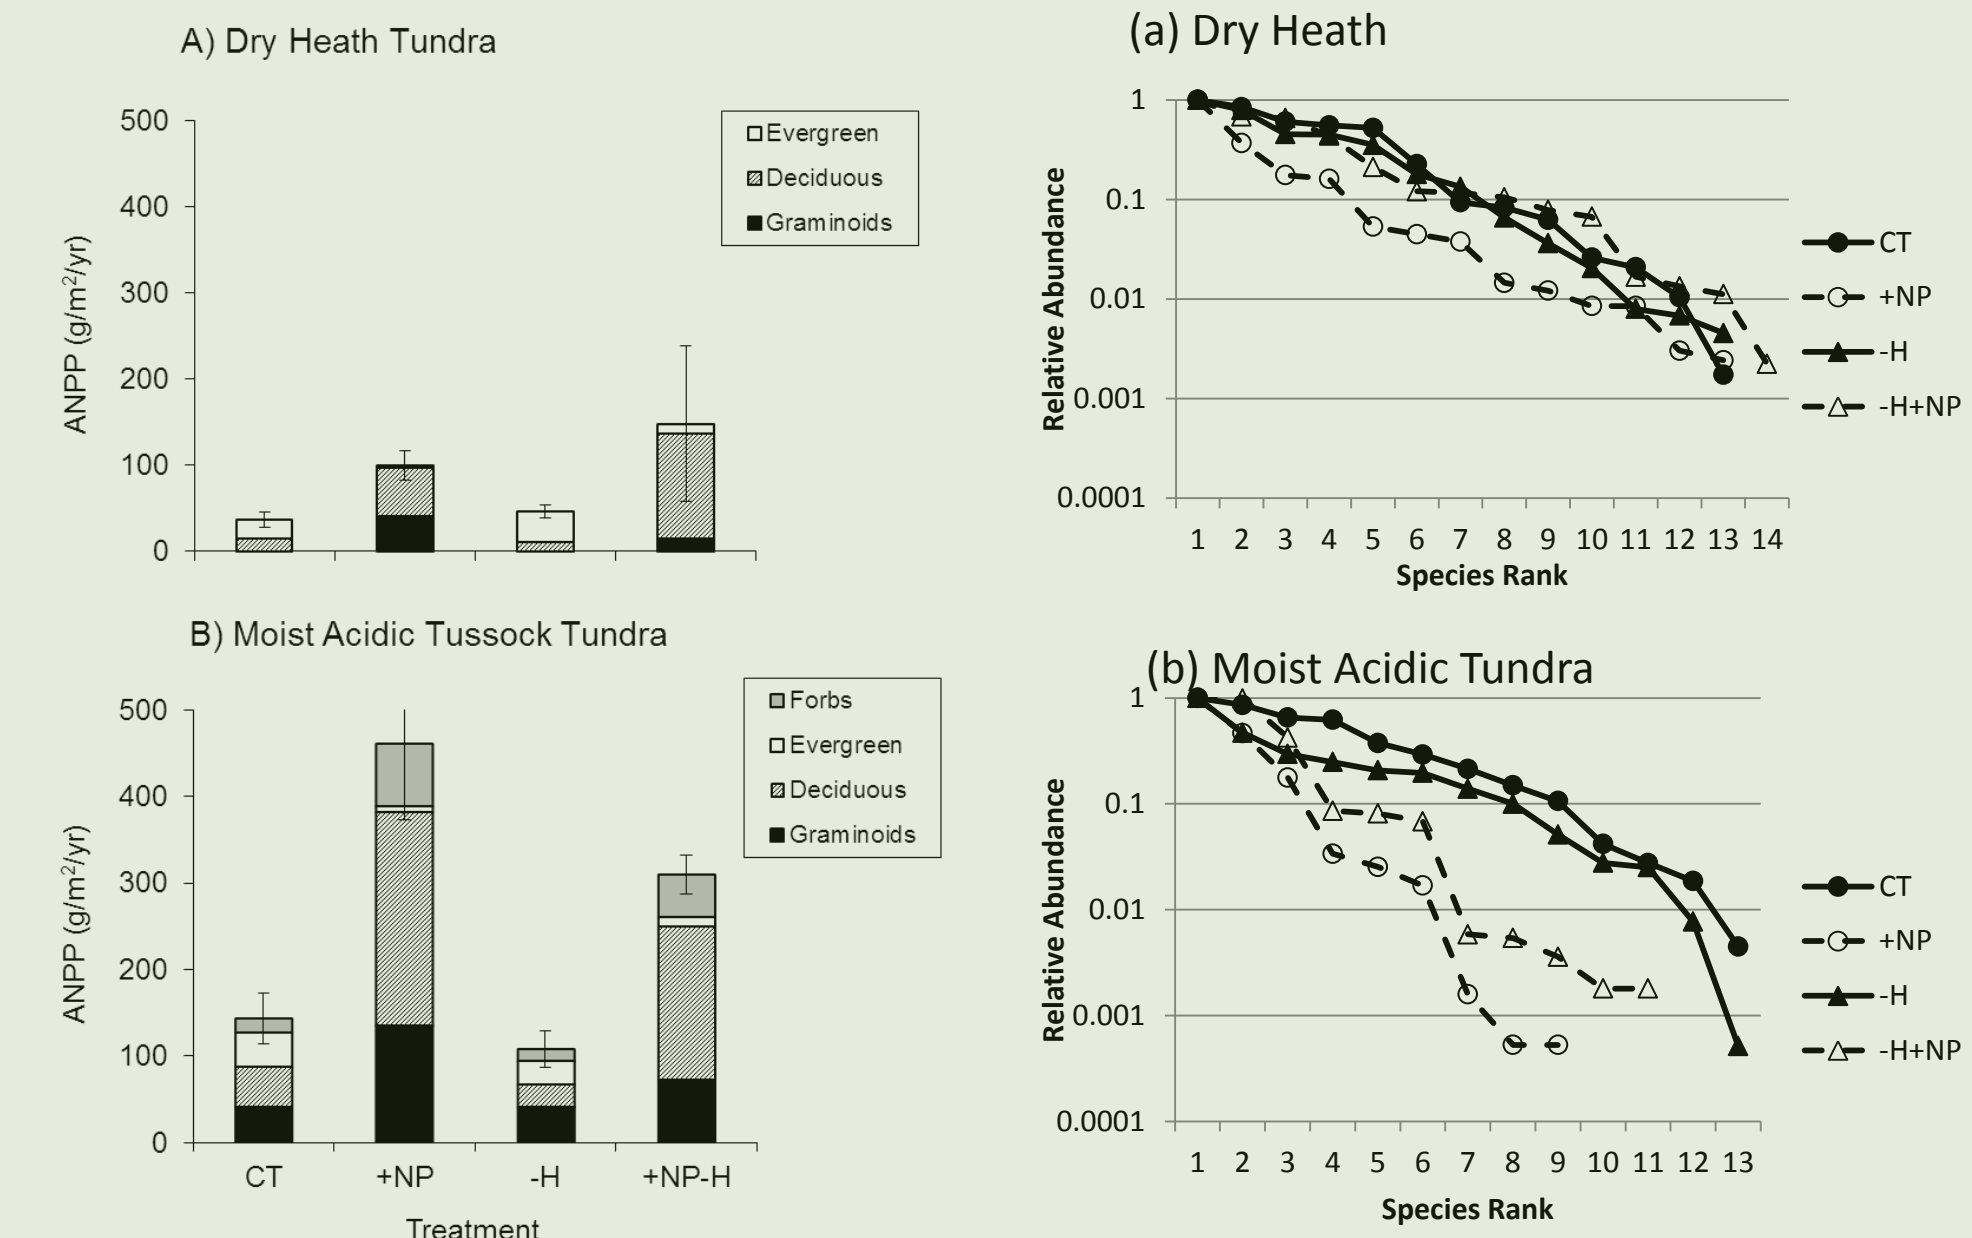 A) Dry Heath Tundra
500
400
300
200
100
0
ANPP (g/m²/yr)
Evergreen
Deciduous
Graminoids
B) Moist Acidic Tussock Tundra
500
400
300
200
100
0
ANPP (g/m²/yr)
Forbs
Evergreen
Deciduous
Graminoids
CT +NP -H +NP-H
Treatment
(a) Dry Heath
1
0.1
0.01
0.001
0.0001
Relative Abundance
1 2 3 4 5 6 7 8 9 10 11 12 13 14
Species Rank
CT
+NP
-H
-H+NP
(b) Moist Acidic Tundra
1
0.1
0.01
0.001
0.0001
Relative Abundance
1 2 3 4 5 6 7 8 9 10 11 12 13
Species Rank
CT
+NP
-H
-H+NP